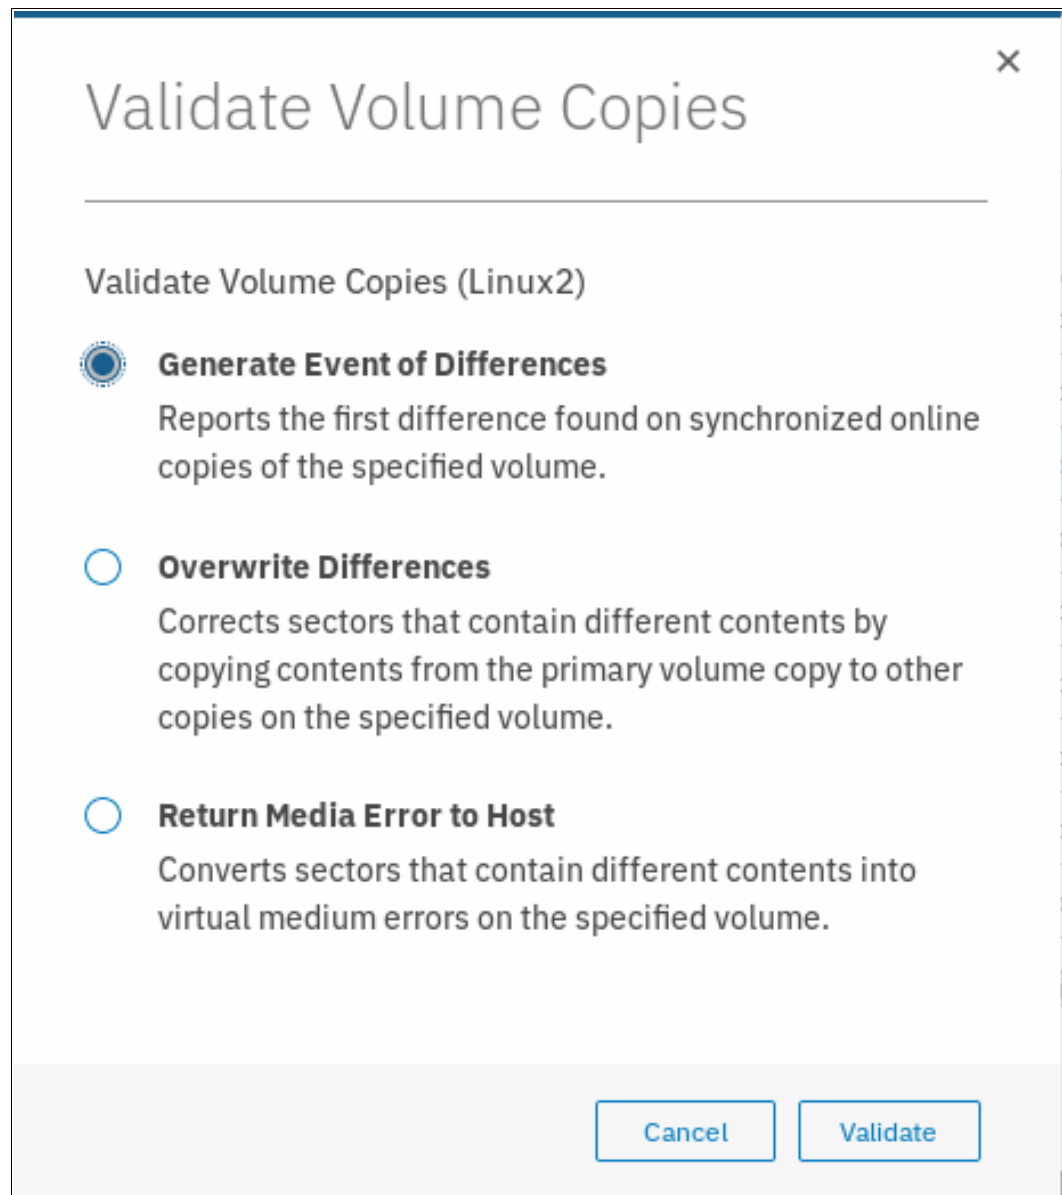 Validate Volume Copies
Validate Volume Copies (Linux2)
Generate Event of Differences
Reports the first difference found on synchronized online
copies of the specified volume.
Overwrite Differences
Corrects sectors that contain different contents by
copying contents from the primary volume copy to other
copies on the specified volume.
Return Media Error to Host
Converts sectors that contain different contents into
virtual medium errors on the specified volume.
Cancel Validate